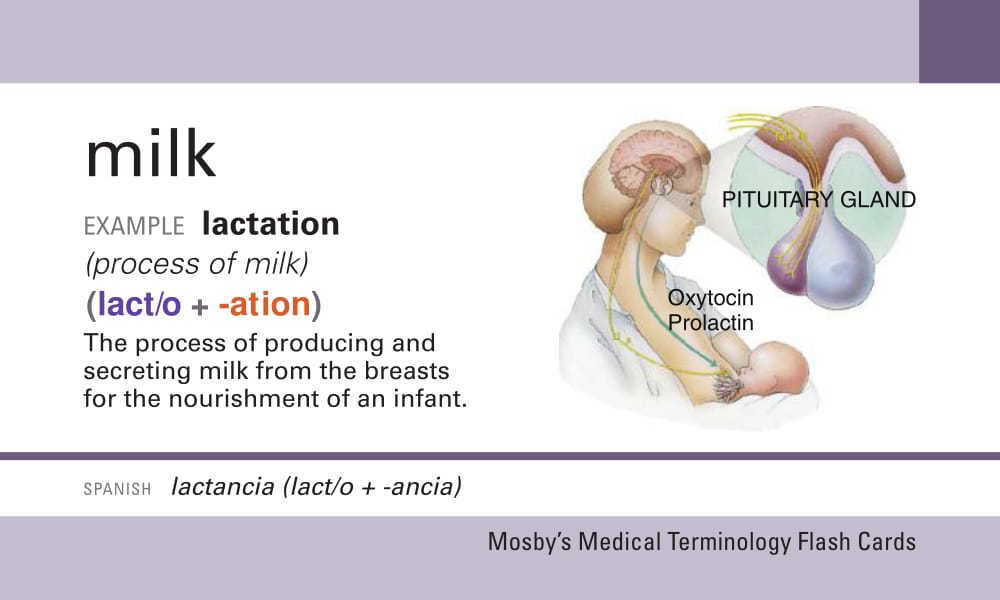 milk
EXAMPLE lactation
(process of milk)
(lact/o + -ation)
The process of producing and
secreting milk from the breasts
for the nourishment of an infant.
PITUITARY GLAND
Oxytocin
Prolactin
SPANISH lactancia (lact/o + -ancia)
Mosby's Medical Terminology Flash Cards